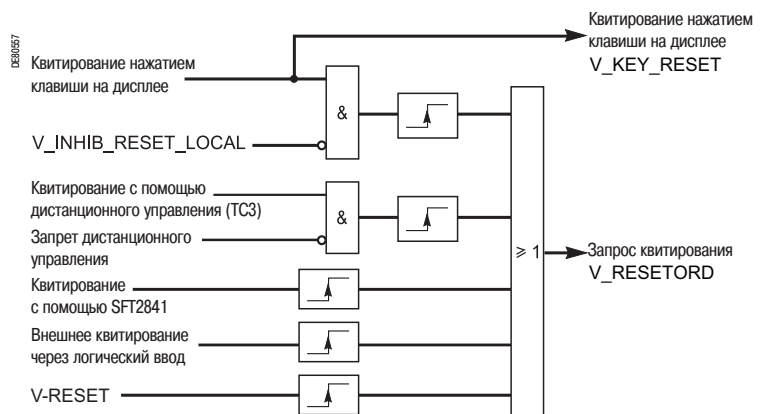 DE80557
Квитирование нажатием
клавиши на дисплее
V_KEY_RESET
Квитирование нажатием
клавиши на дисплее
&
V_INHIB_RESET_LOCAL
Квитирование с помощью
дистанционного управления (ТС3)
&
Запрет дистанционного
управления
≥ 1
Запрос квитирования
V_RESETORD
Квитирование
с помощью SFT2841
Внешнее квитирование
через логический ввод
V-RESET